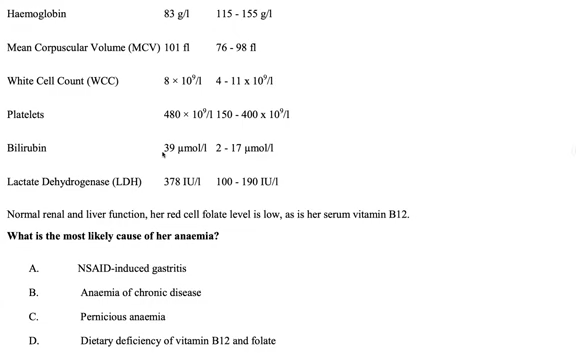 Haemoglobin 83 g/l 115 - 155 g/l
Mean Corpuscular Volume (MCV) 101 fl 76 - 98 fl
White Cell Count (WCC) 8 × 10⁹/l 4 - 11 x 10⁹/l
Platelets 480 × 10⁹/l 150 - 400 x 10⁹/l
Bilirubin 39 µmol/l 2 - 17 µmol/l
Lactate Dehydrogenase (LDH) 378 IU/l 100 - 190 IU/l
Normal renal and liver function, her red cell folate level is low, as is her serum vitamin B12.
What is the most likely cause of her anaemia?
A. NSAID-induced gastritis
B. Anaemia of chronic disease
C. Pernicious anaemia
D. Dietary deficiency of vitamin B12 and folate